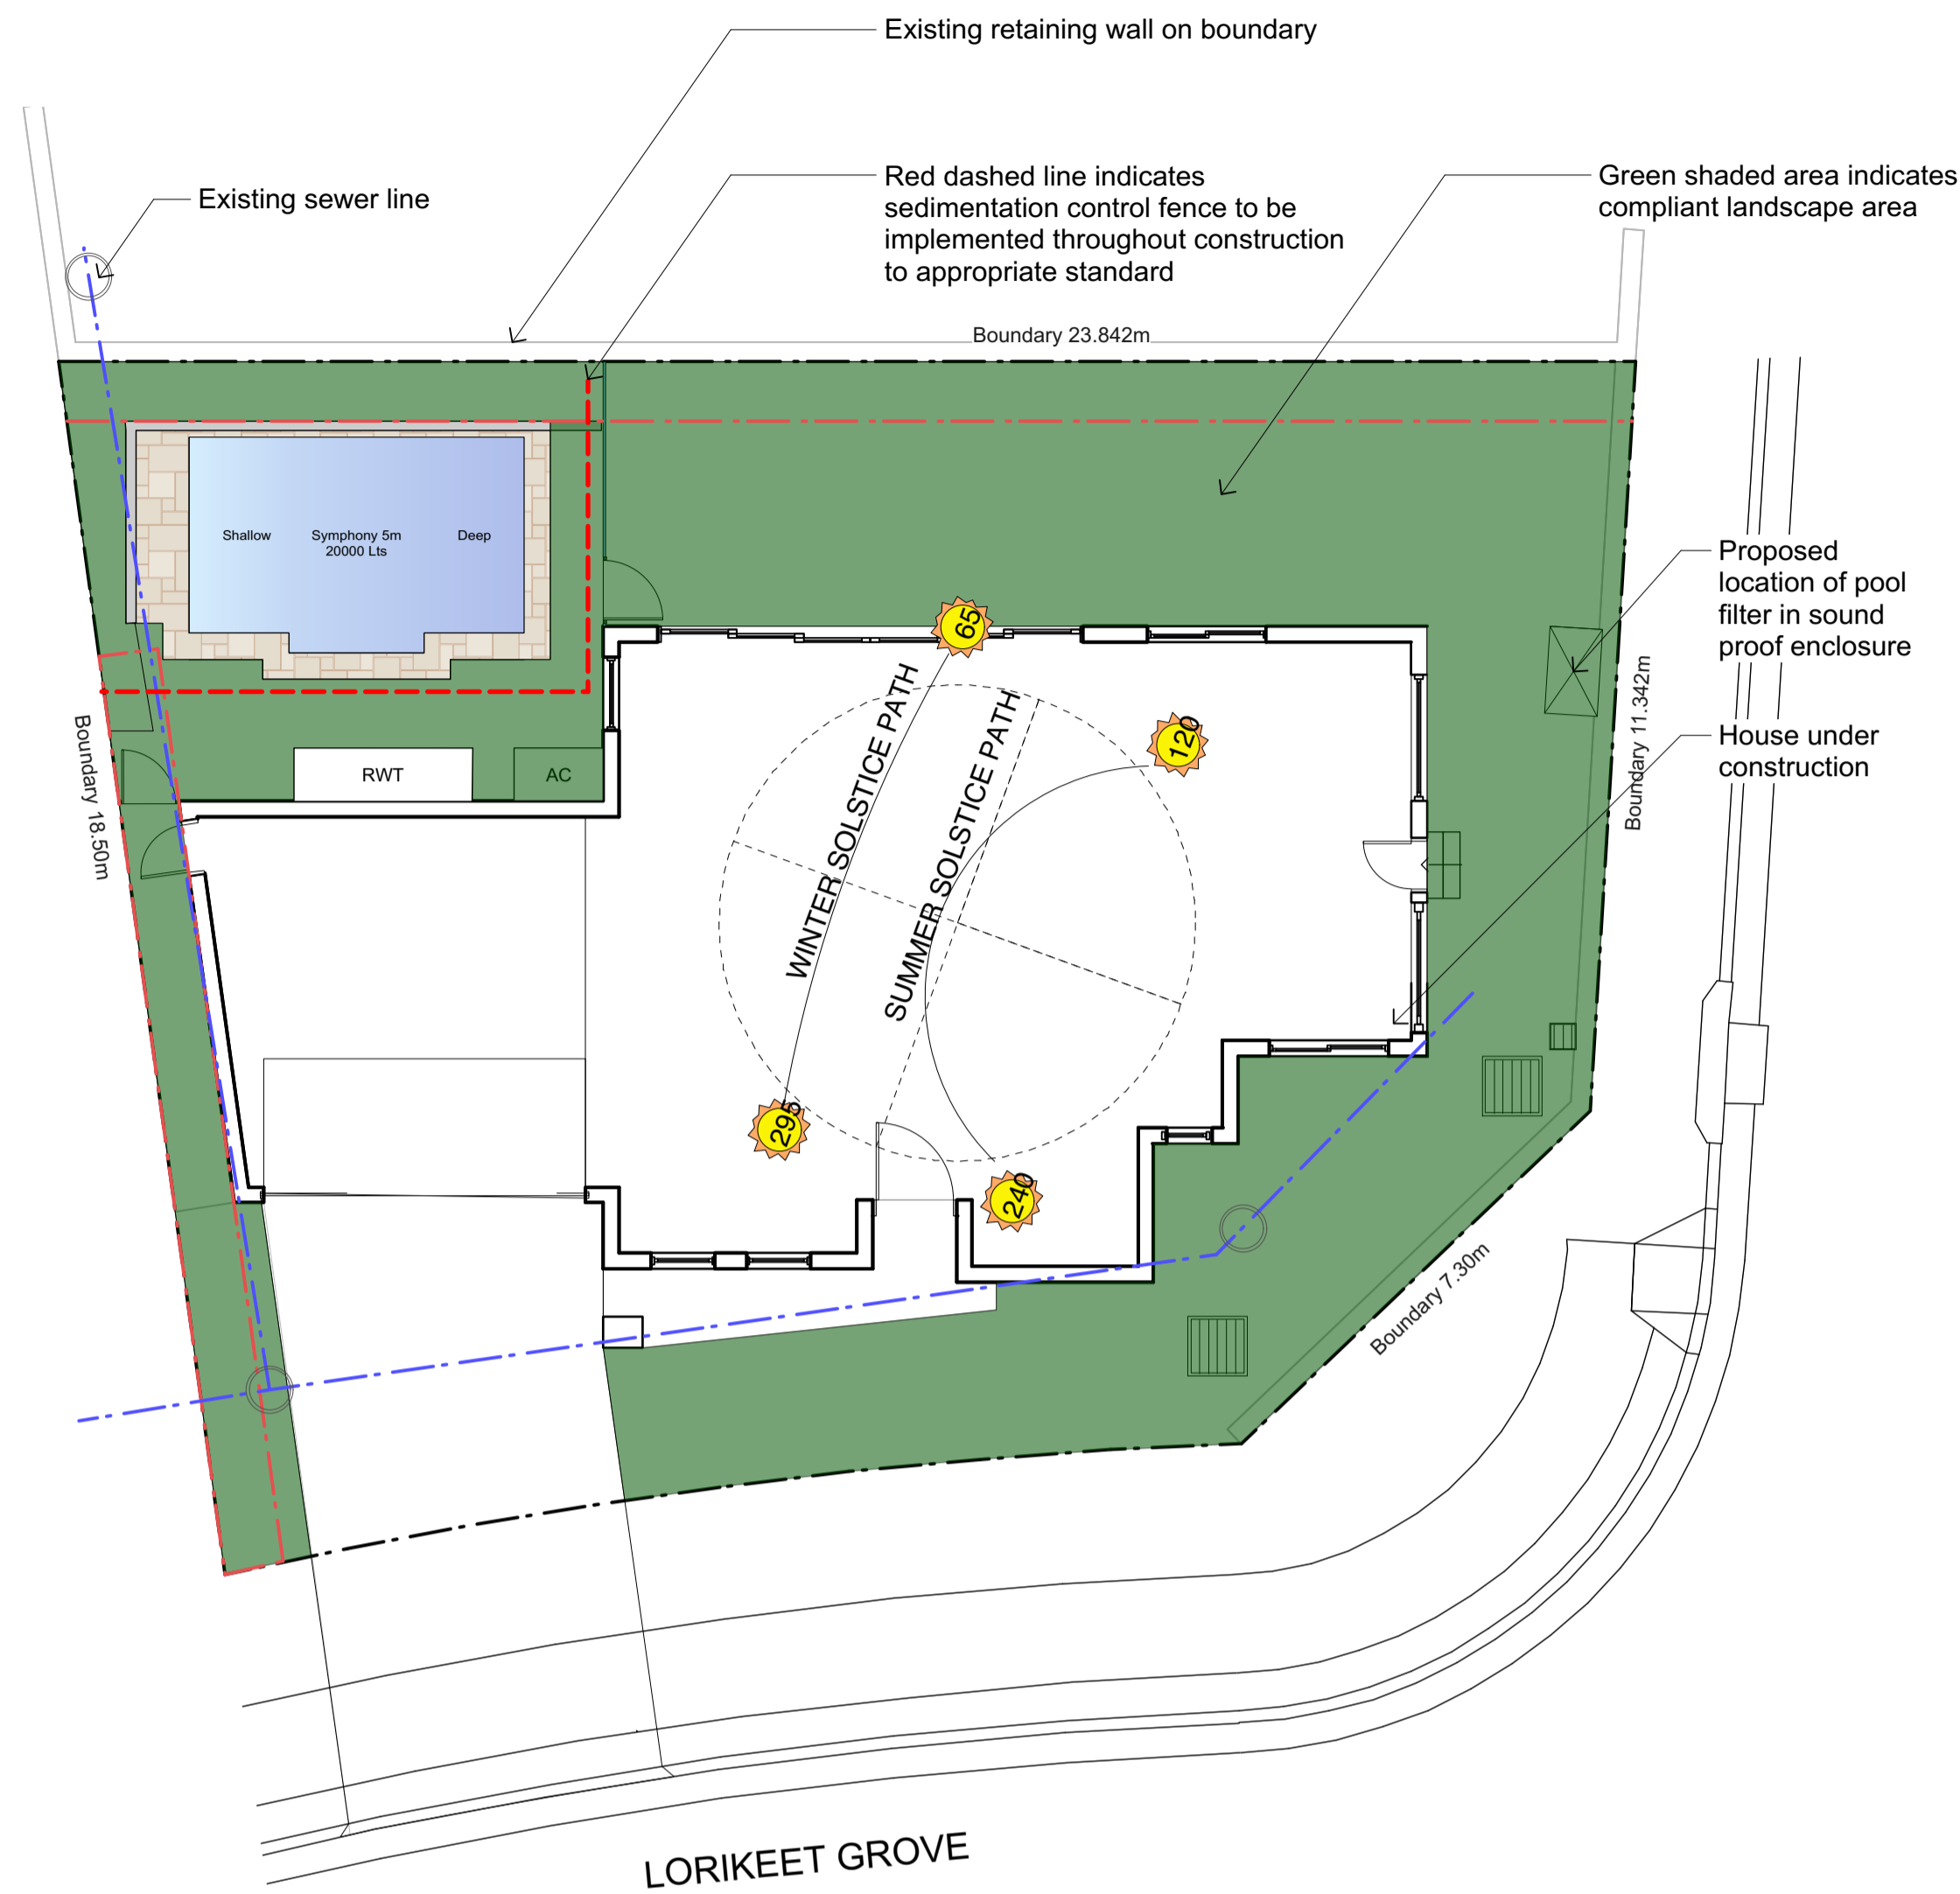 Existing retaining wall on boundary
Existing sewer line
Red dashed line indicates
sedimentation control fence to be
implemented throughout construction
to appropriate standard
Green shaded area indicates
compliant landscape area
Boundary 23.842m
Shallow
Symphony 5m
20000 Lts
Deep
Proposed
location of pool
filter in sound
proof enclosure
65
120
WINTER SOLSTICE PATH
SUMMER SOLSTICE PATH
Boundary 11.342m
House under
construction
Boundary 18.50m
RWT
AC
295
240
Boundary 7.30m
LORIKEET GROVE